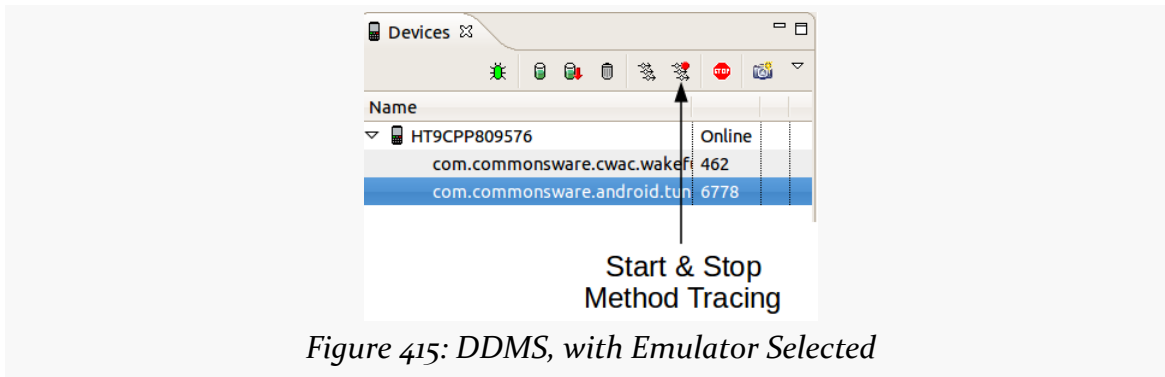 Devices
STOP
Name
HT9CPP809576 Online
com.commonsware.cwac.wakef 462
com.commonsware.android.tun 6778
Start & Stop
Method Tracing
Figure 415: DDMS, with Emulator Selected